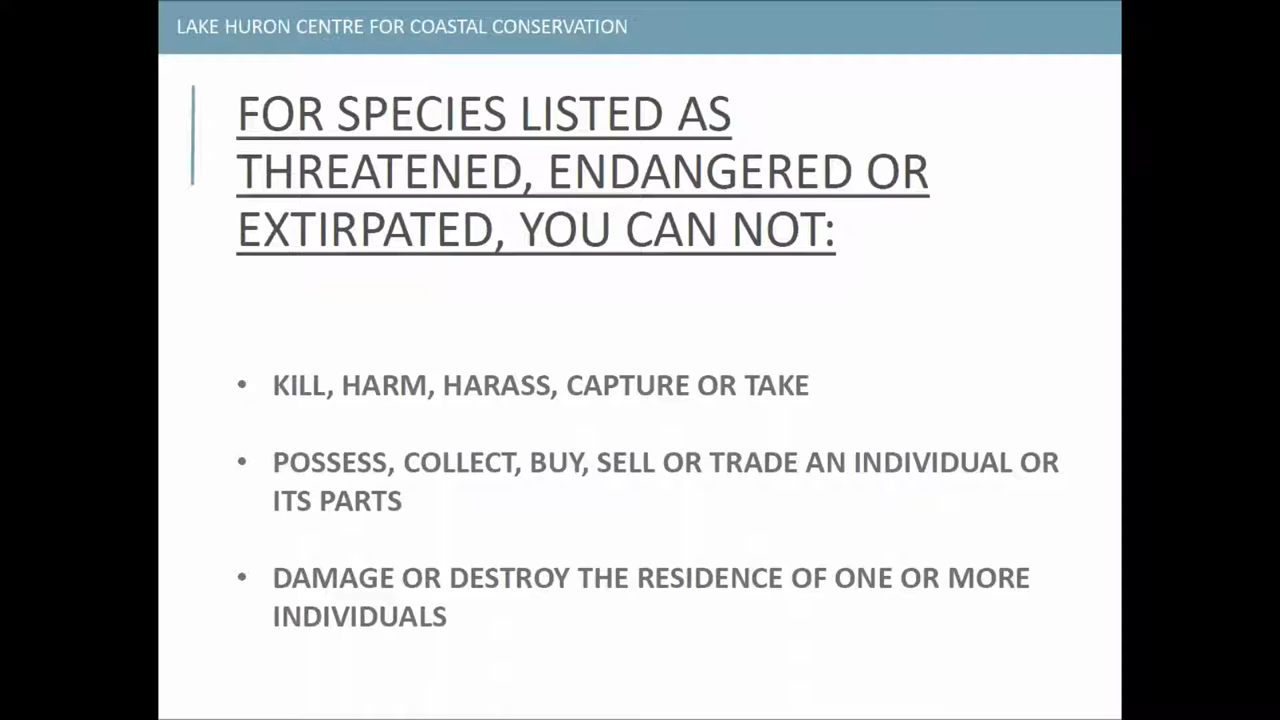 LAKE HURON CENTRE FOR COASTAL CONSERVATION
FOR SPECIES LISTED AS
THREATENED, ENDANGERED OR
EXTIRPATED, YOU CAN NOT:
• KILL, HARM, HARASS, CAPTURE OR TAKE
• POSSESS, COLLECT, BUY, SELL OR TRADE AN INDIVIDUAL OR
ITS PARTS
• DAMAGE OR DESTROY THE RESIDENCE OF ONE OR MORE
INDIVIDUALS